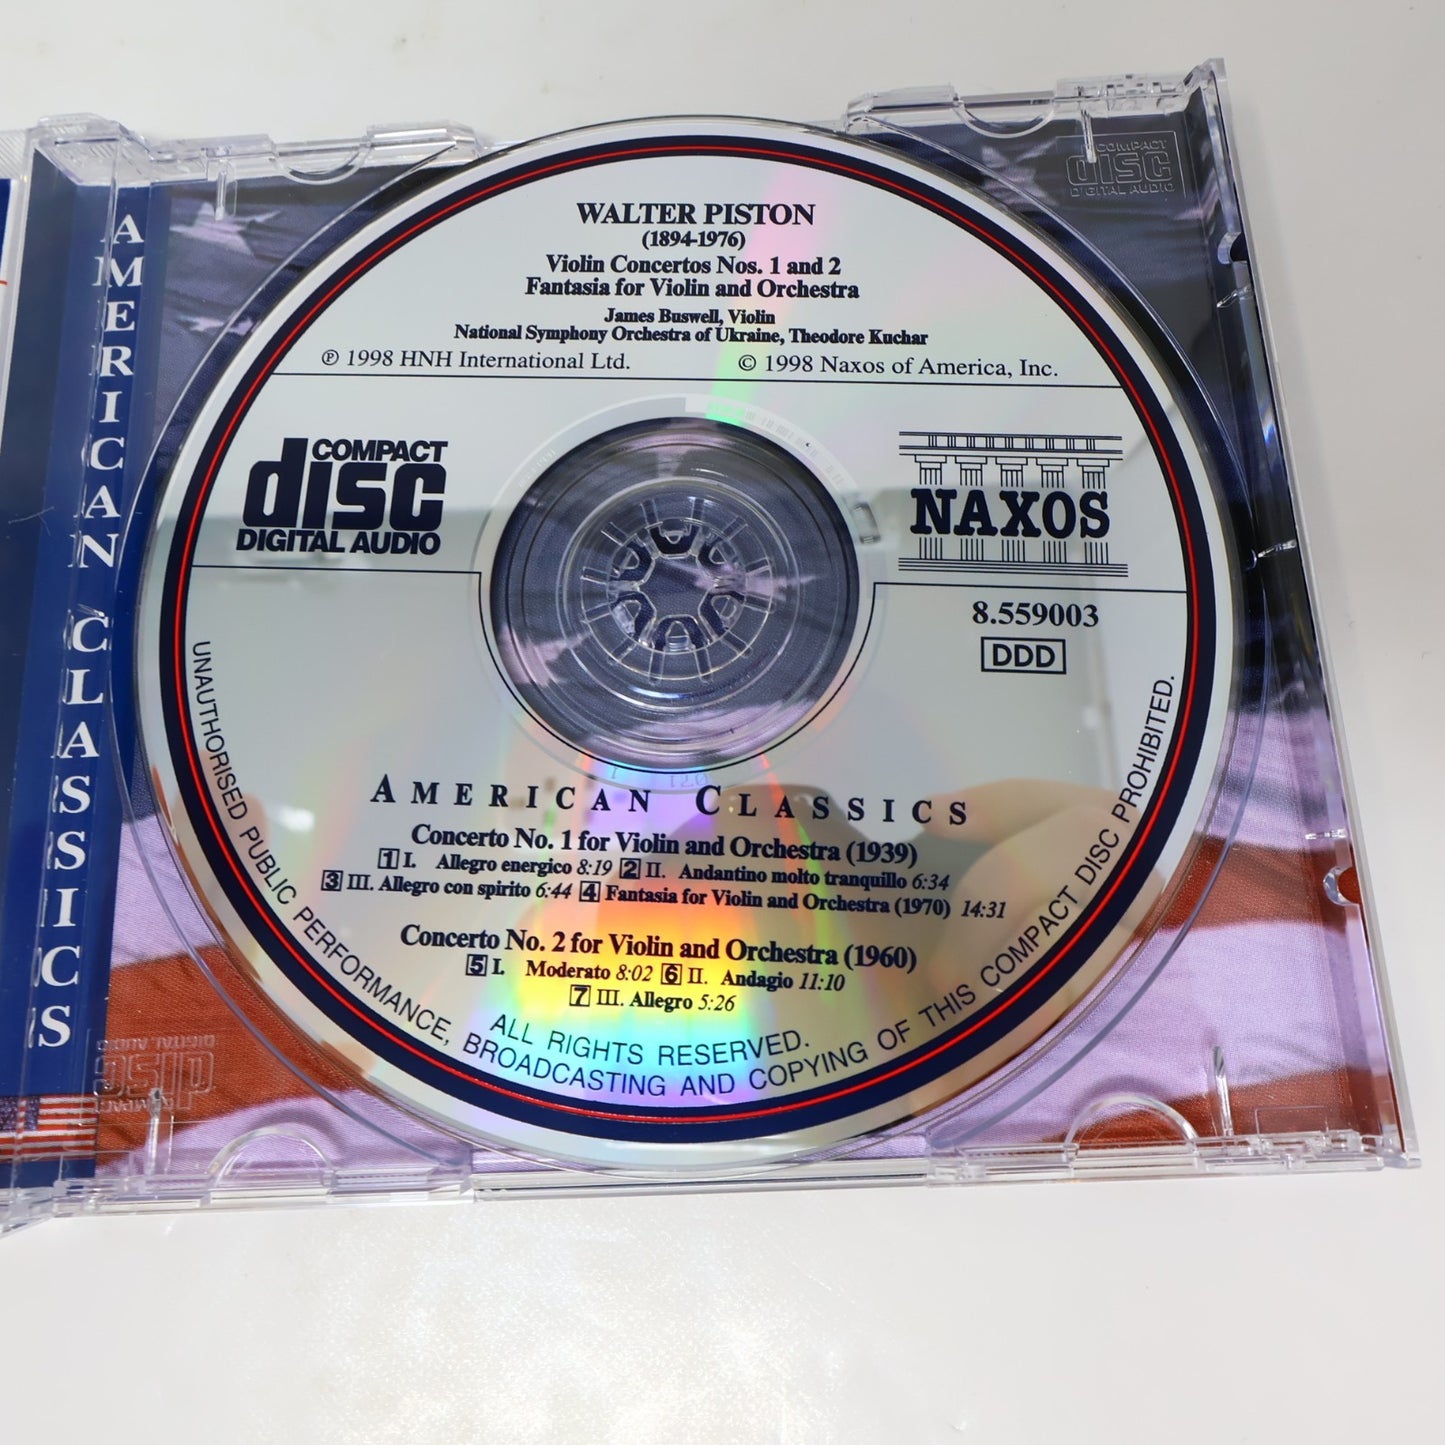 AMERICAN CLASSICS
WALTER PISTON
(1894-1976)
Violin Concertos Nos. 1 and 2
Fantasia for Violin and Orchestra
James Buswell, Violin
National Symphony Orchestra of Ukraine, Theodore Kuchar
℗ 1998 HNH International Ltd. © 1998 Naxos of America, Inc.
COMPACT
disc
DIGITAL AUDIO
NAXOS
8.559003
DDD
AMERICAN CLASSICS
Concerto No. 1 for Violin and Orchestra (1939)
1 I. Allegro energico 8:19 2 II. Andantino molto tranquillo 6:34
3 III. Allegro con spirito 6:44 4 Fantasia for Violin and Orchestra (1970) 14:31
Concerto No. 2 for Violin and Orchestra (1960)
5 I. Moderato 8:02 6 II. Andagio 11:10
7 III. Allegro 5:26
ALL RIGHTS RESERVED.
UNAUTHORISED PUBLIC PERFORMANCE, BROADCASTING AND COPYING OF THIS COMPACT DISC PROHIBITED.
COMPACT
disc
DIGITAL AUDIO
COMPACT
disc
DIGITAL AUDIO